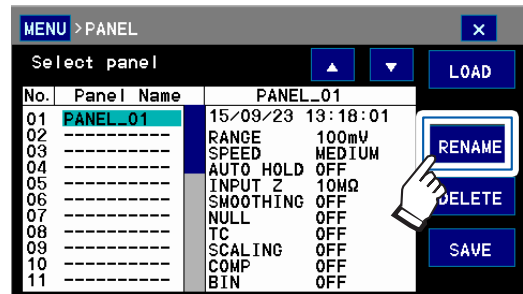 MENU > PANEL ×
Select panel ▲ ▼ LOAD
No. Panel Name PANEL_01
01 PANEL_01 15/09/23 13:18:01
02 ---------- RANGE 100mV
03 ---------- SPEED MEDIUM
04 ---------- AUTO HOLD OFF
05 ---------- INPUT Z 10MΩ
06 ---------- SMOOTHING OFF
07 ---------- NULL OFF
08 ---------- TC OFF
09 ---------- SCALING OFF
10 ---------- COMP OFF
11 ---------- BIN OFF
RENAME
DELETE
SAVE